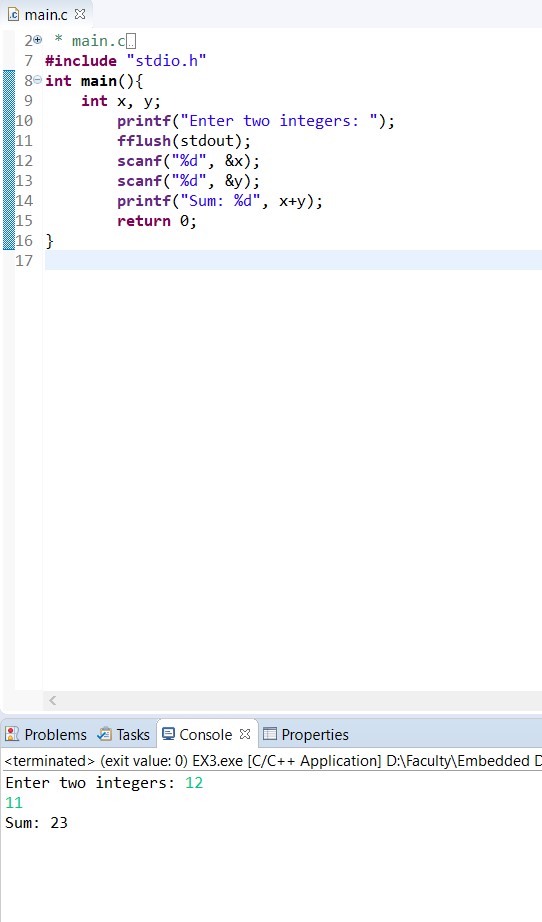 main.c
2 * main.c
7 #include "stdio.h"
8 int main(){
9 int x, y;
10 printf("Enter two integers: ");
11 fflush(stdout);
12 scanf("%d", &x);
13 scanf("%d", &y);
14 printf("Sum: %d", x+y);
15 return 0;
16 }
17
Problems Tasks Console Properties
<terminated> (exit value: 0) EX3.exe [C/C++ Application] D:\Faculty\Embedded D
Enter two integers: 12
11
Sum: 23